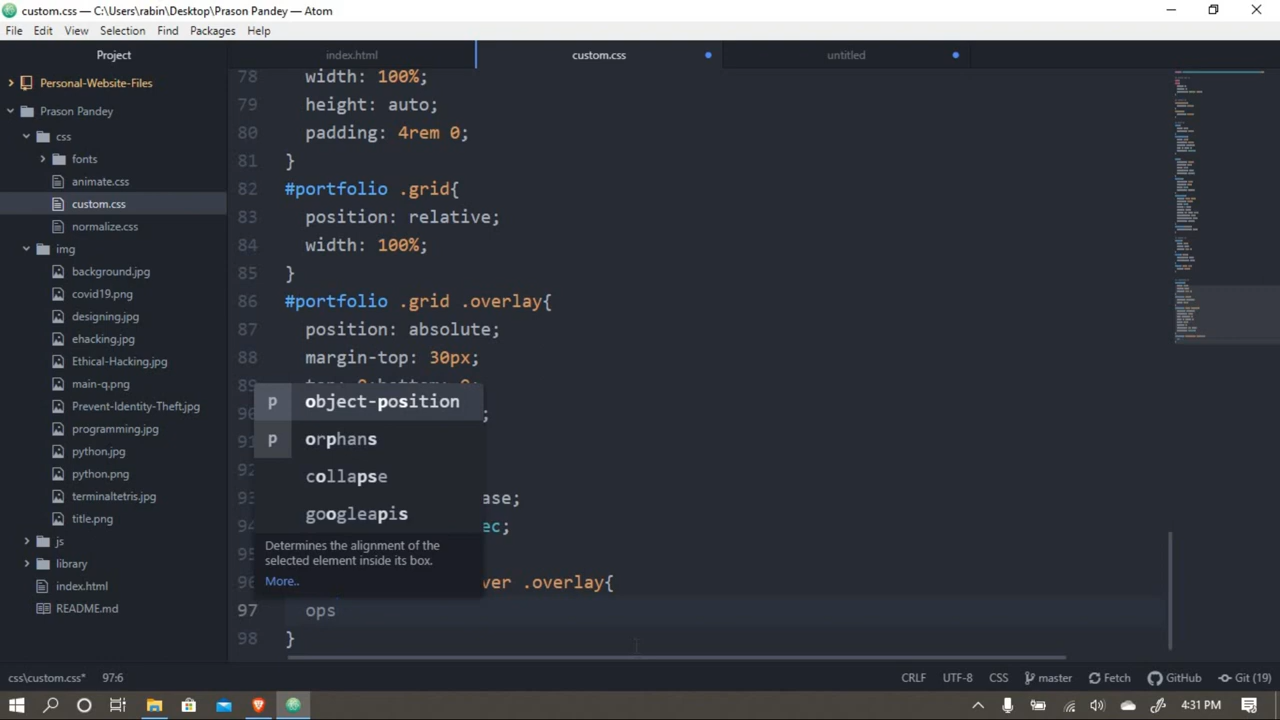 custom.css — C:\Users\rabin\Desktop\Prason Pandey — Atom
File Edit View Selection Find Packages Help
Project
index.html
custom.css
untitled
Personal-Website-Files
Prason Pandey
css
fonts
animate.css
custom.css
normalize.css
img
background.jpg
covid19.png
designing.jpg
ehacking.jpg
Ethical-Hacking.jpg
main-q.png
Prevent-Identity-Theft.jpg
programming.jpg
python.jpg
python.png
terminaltetris.jpg
title.png
js
library
index.html
README.md
78 width: 100%;
79 height: auto;
80 padding: 4rem 0;
81 }
82 #portfolio .grid{
83 position: relative;
84 width: 100%;
85 }
86 #portfolio .grid .overlay{
87 position: absolute;
88 margin-top: 30px;
object-position
orphans
collapse
googleapis
Determines the alignment of the
selected element inside its box.
More..
ase;
ec;
.overlay{
97 ops
98 }
css\custom.css* 97:6
CRLF UTF-8 CSS master Fetch GitHub Git (19)
4:31 PM